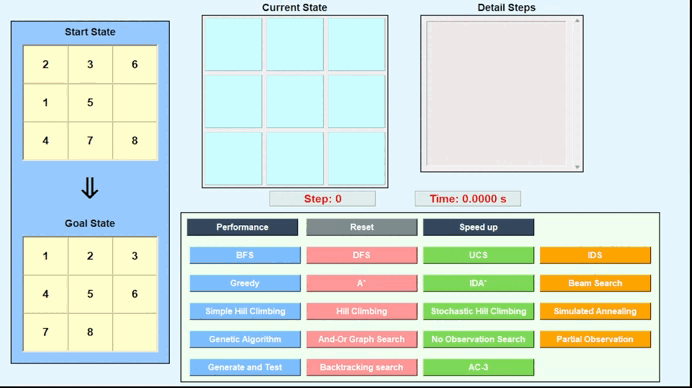 Start State
2 3 6
1 5
4 7 8
⇓
Goal State
1 2 3
4 5 6
7 8
Current State
Detail Steps
Step: 0
Time: 0.0000 s
Performance Reset Speed up
BFS DFS UCS IDS
Greedy A* IDA* Beam Search
Simple Hill Climbing Hill Climbing Stochastic Hill Climbing Simulated Annealing
Genetic Algorithm And-Or Graph Search No Observation Search Partial Observation
Generate and Test Backtracking search AC-3